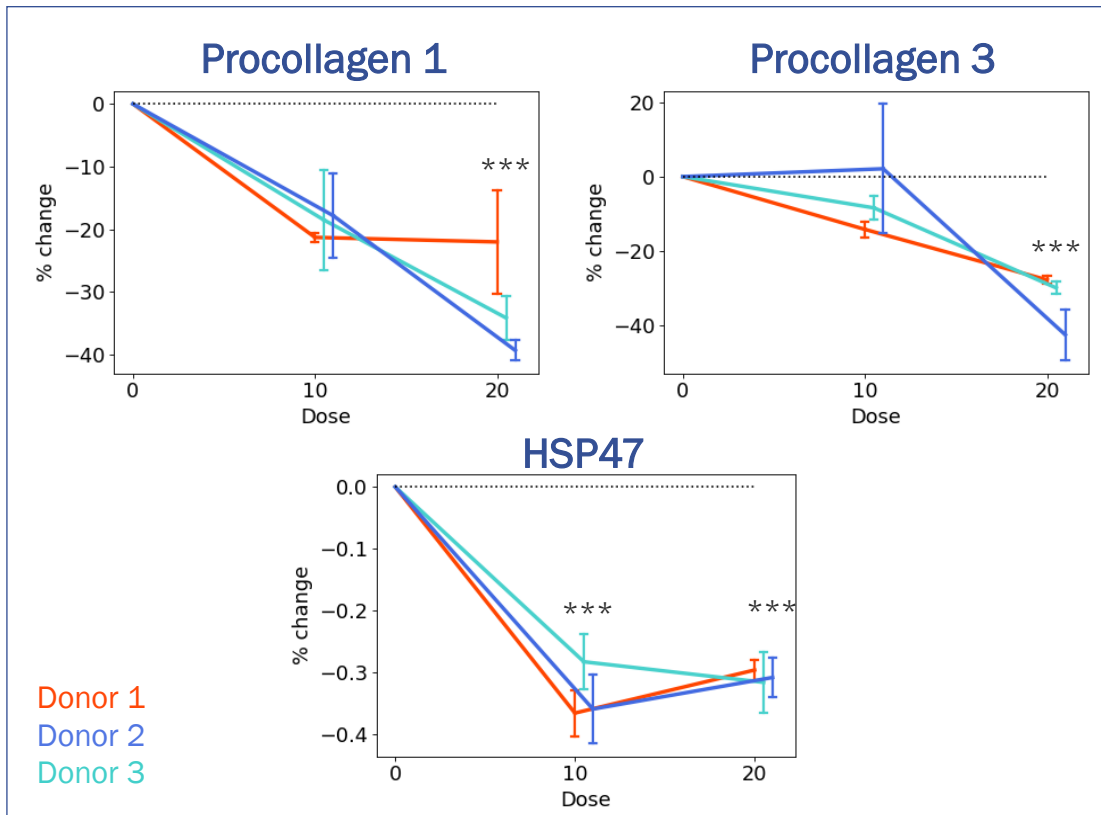 Procollagen 1
0
−10
−20
−30
−40
% change
***
0
10
20
Dose
Procollagen 3
20
0
−20
−40
% change
***
0
10
20
Dose
HSP47
0.0
−0.1
−0.2
−0.3
−0.4
% change
***
***
0
10
20
Dose
Donor 1
Donor 2
Donor 3